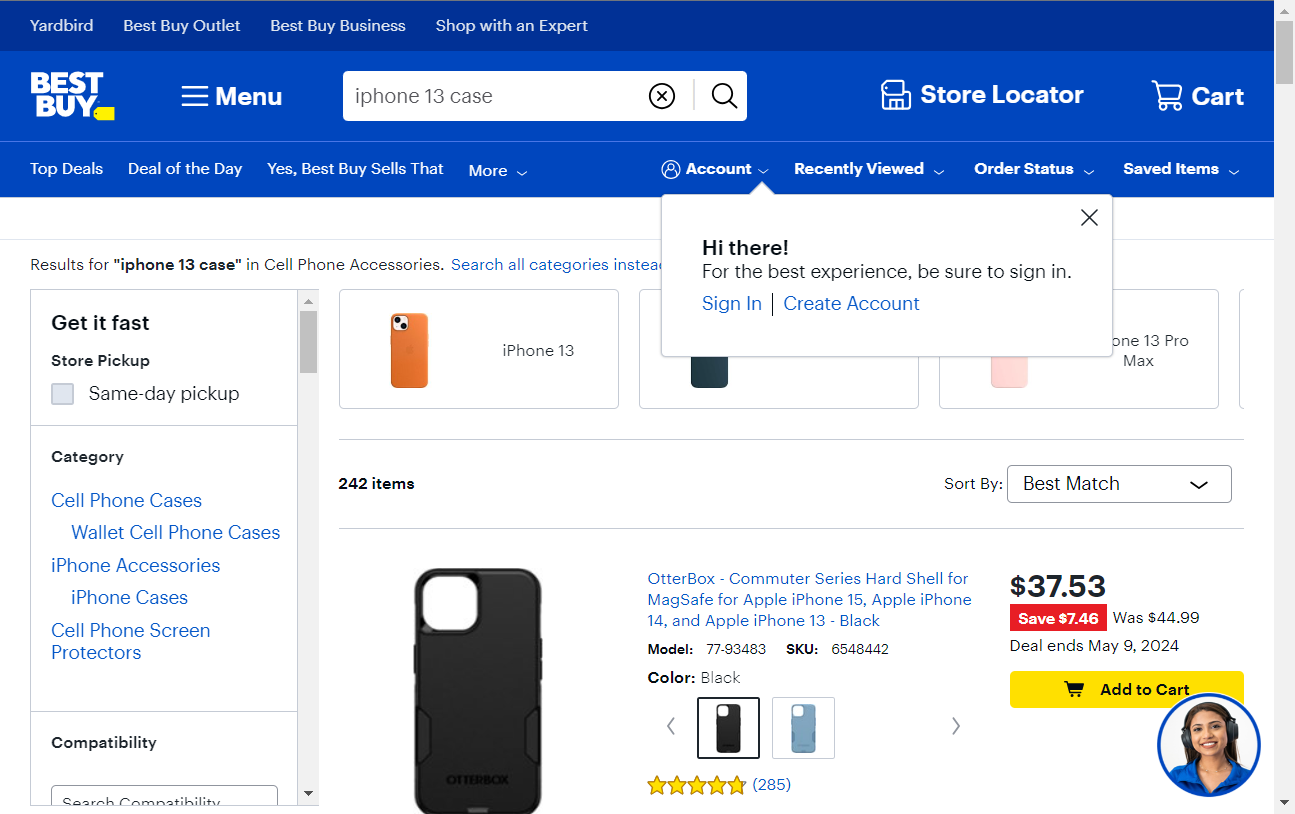 Yardbird
Best Buy Outlet
Best Buy Business
Shop with an Expert
BEST
BUY
Menu
iphone 13 case
Store Locator
Cart
Top Deals
Deal of the Day
Yes, Best Buy Sells That
More
Account
Recently Viewed
Order Status
Saved Items
Hi there!
For the best experience, be sure to sign in.
Sign In | Create Account
Results for "iphone 13 case" in Cell Phone Accessories. Search all categories instead
Get it fast
Store Pickup
Same-day pickup
Category
Cell Phone Cases
Wallet Cell Phone Cases
iPhone Accessories
iPhone Cases
Cell Phone Screen
Protectors
Compatibility
Search Compatibility
iPhone 13
one 13 Pro
Max
242 items
Sort By:
Best Match
OTTERBOX
OtterBox - Commuter Series Hard Shell for
MagSafe for Apple iPhone 15, Apple iPhone
14, and Apple iPhone 13 - Black
Model: 77-93483 SKU: 6548442
Color: Black
(285)
$37.53
Save $7.46 Was $44.99
Deal ends May 9, 2024
Add to Cart